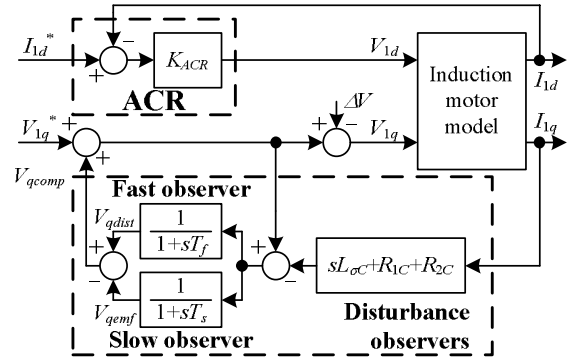 I1d*
+
−
KACR
ACR
V1d
I1d
Induction
motor
model
V1q*
+
+
ΔV
+
−
V1q
I1q
Vqcomp
Fast observer
Vqdist
1
1+sTf
+
−
+
−
sLσC+R1C+R2C
1
1+sTs
Vqemf
Slow observer
Disturbance
observers